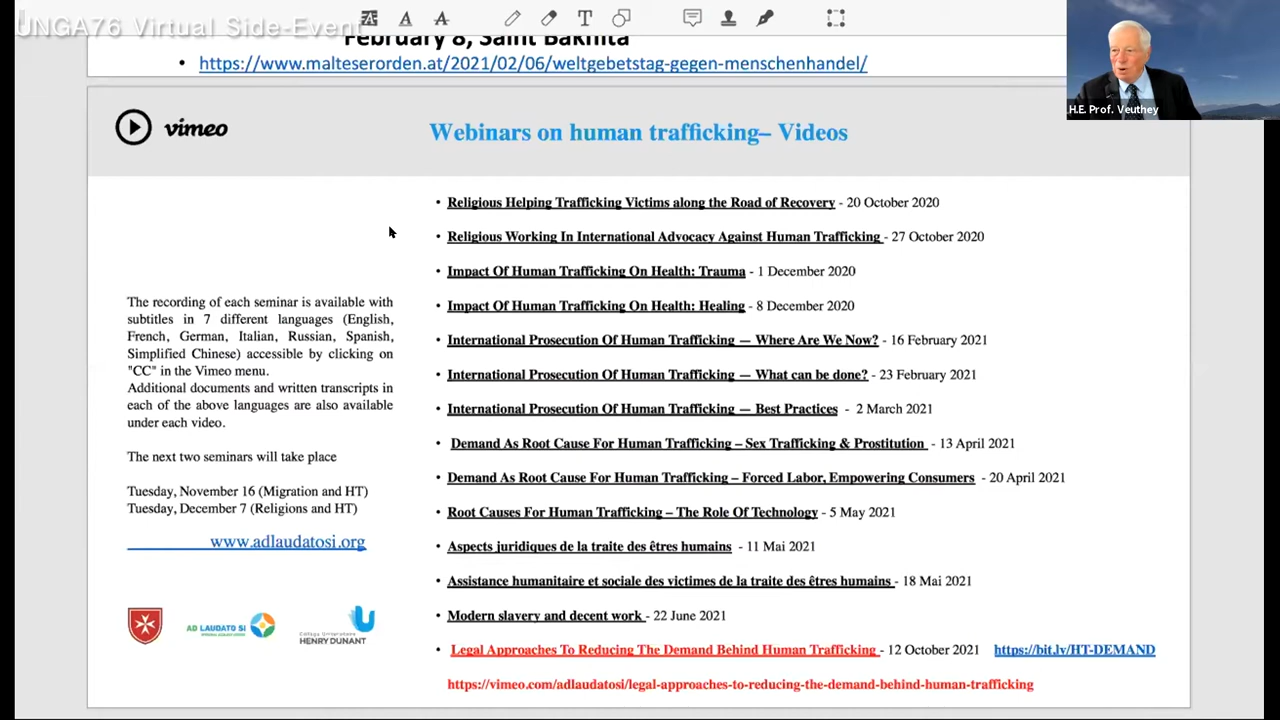 UNGA76 Virtual Side-Event
February 8, Saint Bakhita
• https://www.malteserorden.at/2021/02/06/weltgebetstag-gegen-menschenhandel/
H.E. Prof. Veuthey
vimeo
Webinars on human trafficking– Videos
The recording of each seminar is available with
subtitles in 7 different languages (English,
French, German, Italian, Russian, Spanish,
Simplified Chinese) accessible by clicking on
"CC" in the Vimeo menu.
Additional documents and written transcripts in
each of the above languages are also available
under each video.
The next two seminars will take place
Tuesday, November 16 (Migration and HT)
Tuesday, December 7 (Religions and HT)
www.adlaudatosi.org
AD LAUDATO SI
HENRY DUNANT
• Religious Helping Trafficking Victims along the Road of Recovery - 20 October 2020
• Religious Working In International Advocacy Against Human Trafficking - 27 October 2020
• Impact Of Human Trafficking On Health: Trauma - 1 December 2020
• Impact Of Human Trafficking On Health: Healing - 8 December 2020
• International Prosecution Of Human Trafficking — Where Are We Now? - 16 February 2021
• International Prosecution Of Human Trafficking — What can be done? - 23 February 2021
• International Prosecution Of Human Trafficking — Best Practices - 2 March 2021
• Demand As Root Cause For Human Trafficking – Sex Trafficking & Prostitution - 13 April 2021
• Demand As Root Cause For Human Trafficking – Forced Labor, Empowering Consumers - 20 April 2021
• Root Causes For Human Trafficking – The Role Of Technology - 5 May 2021
• Aspects juridiques de la traite des êtres humains - 11 Mai 2021
• Assistance humanitaire et sociale des victimes de la traite des êtres humains - 18 Mai 2021
• Modern slavery and decent work - 22 June 2021
• Legal Approaches To Reducing The Demand Behind Human Trafficking - 12 October 2021 https://bit.ly/HT-DEMAND
https://vimeo.com/adlaudatosi/legal-approaches-to-reducing-the-demand-behind-human-trafficking